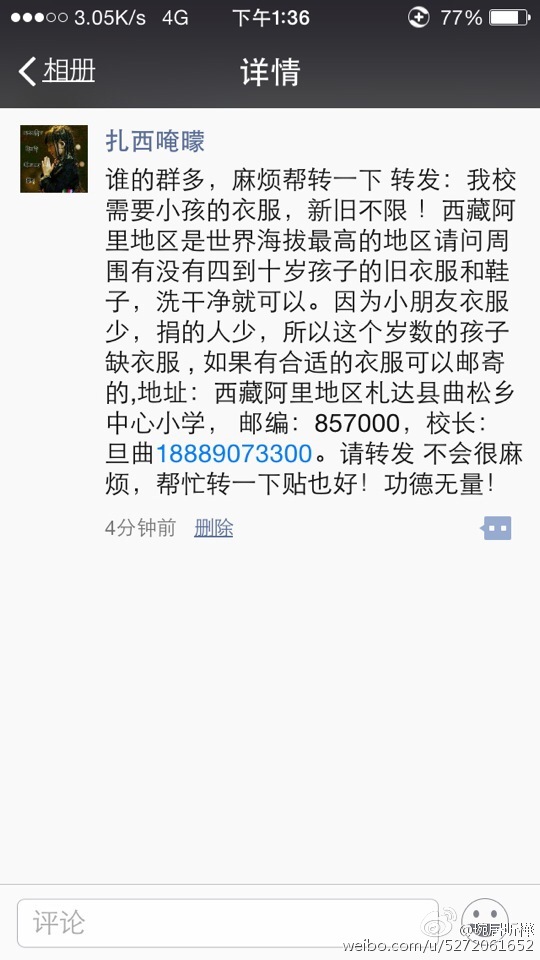 3.05K/s 4G 下午1:36 77%
相册 详情
扎西唵曚
谁的群多，麻烦帮转一下 转发：我校
需要小孩的衣服，新旧不限！西藏阿
里地区是世界海拔最高的地区请问周
围有没有四到十岁孩子的旧衣服和鞋
子，洗干净就可以。因为小朋友衣服
少，捐的人少，所以这个岁数的孩子
缺衣服，如果有合适的衣服可以邮寄
的,地址：西藏阿里地区札达县曲松乡
中心小学， 邮编：857000，校长：
旦曲18889073300。请转发 不会很麻
烦，帮忙转一下贴也好！功德无量！
4分钟前 删除
评论
weibo.com/u/5272061652